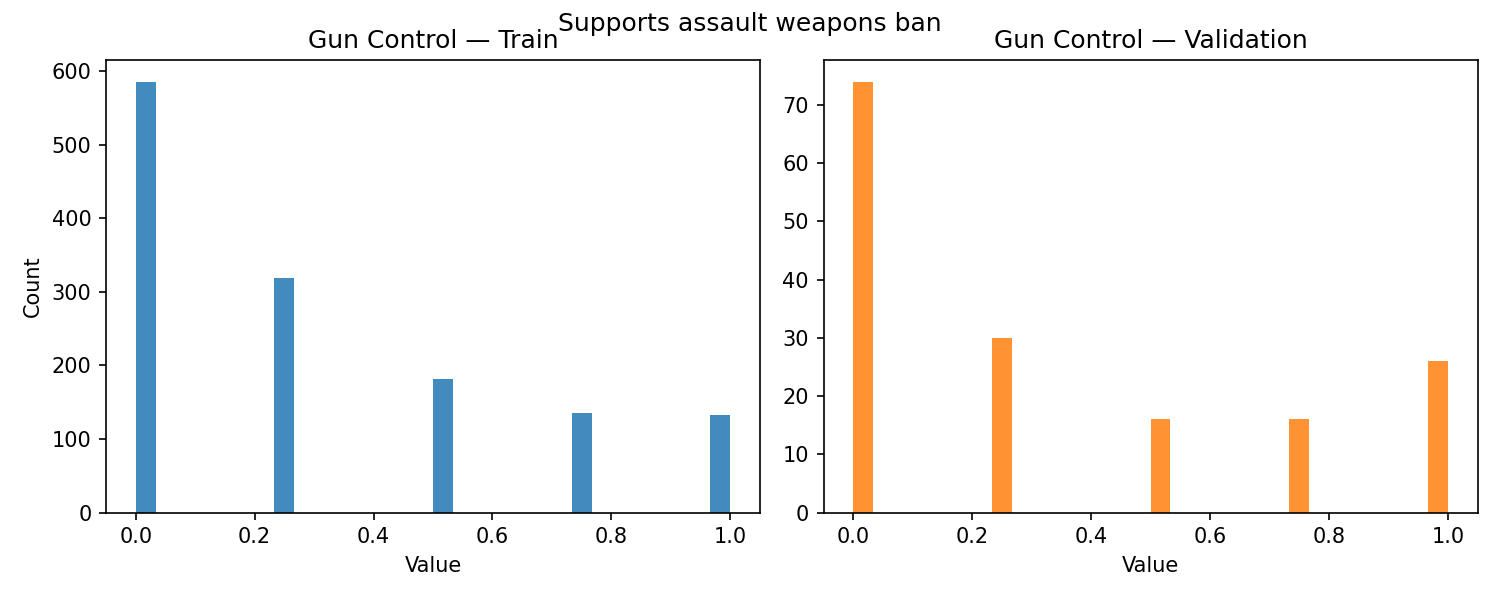 Supports assault weapons ban
Gun Control — Train
Gun Control — Validation
600
500
400
300
200
100
0
Count
0.0 0.2 0.4 0.6 0.8 1.0
Value
70
60
50
40
30
20
10
0
0.0 0.2 0.4 0.6 0.8 1.0
Value